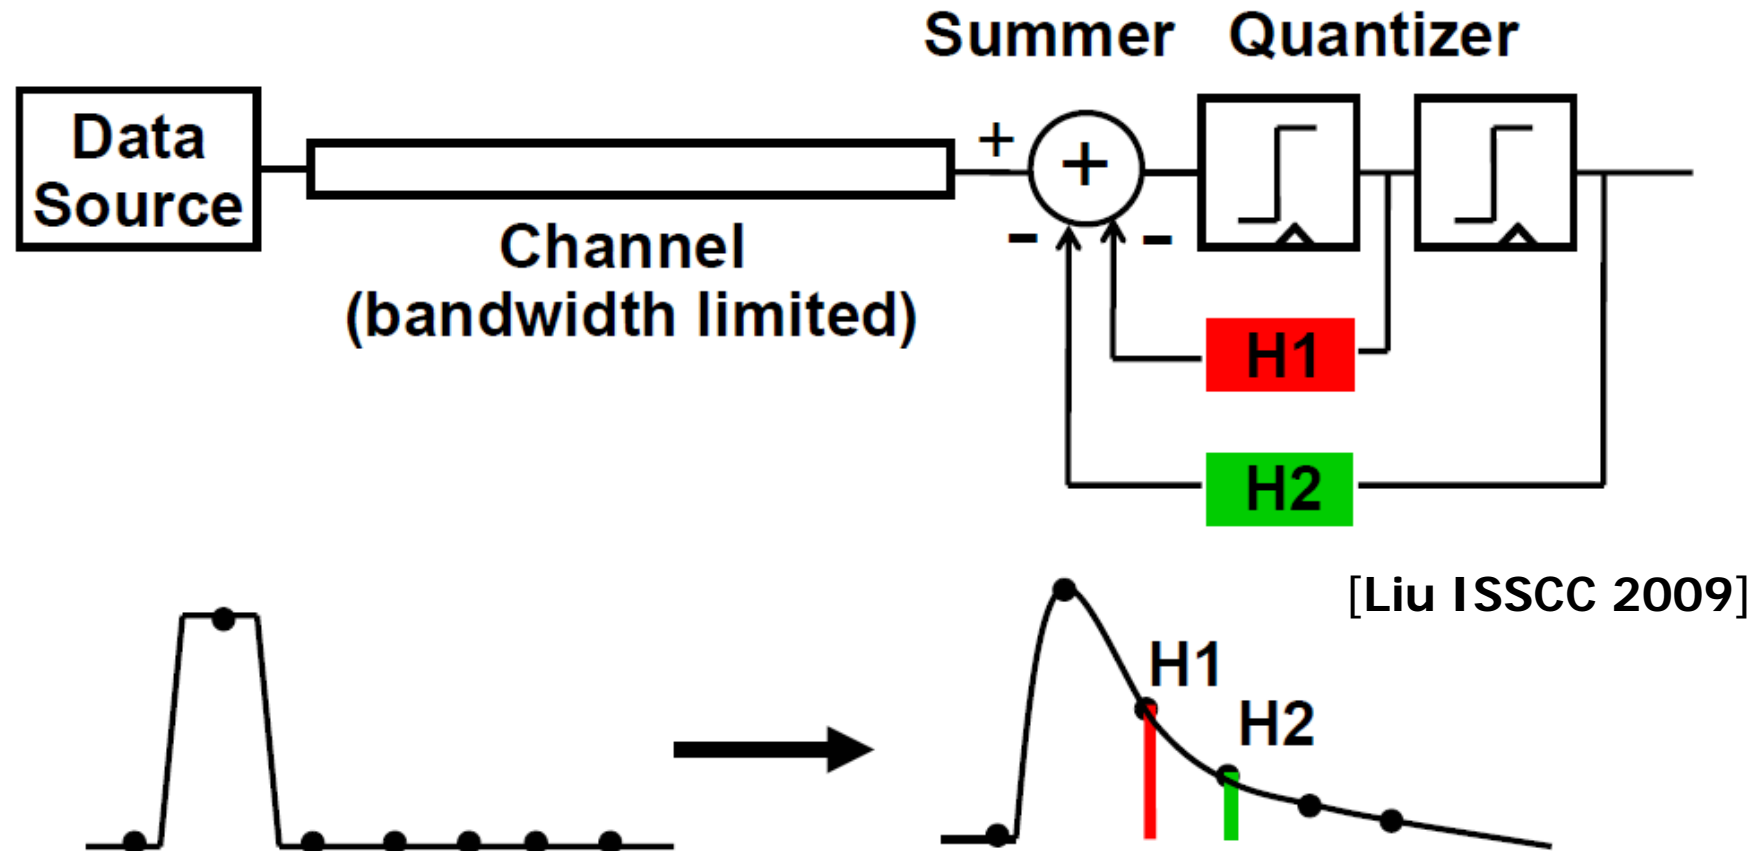 Summer Quantizer
Data
Source
+
+
-
-
Channel
(bandwidth limited)
H1
H2
[Liu ISSCC 2009]
H1
H2